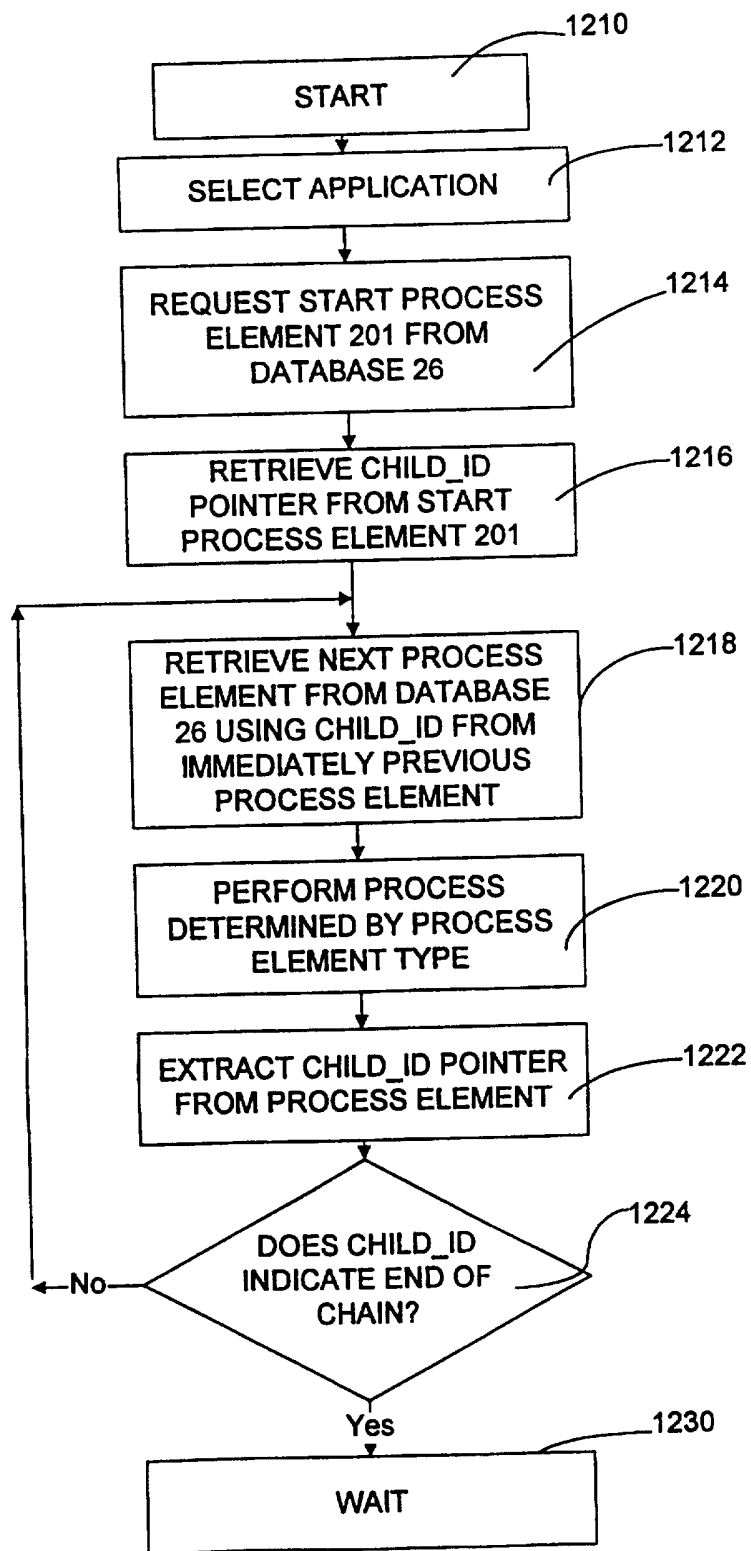 1210
START
1212
SELECT APPLICATION
1214
REQUEST START PROCESS
ELEMENT 201 FROM
DATABASE 26
1216
RETRIEVE CHILD_ID
POINTER FROM START
PROCESS ELEMENT 201
1218
RETRIEVE NEXT PROCESS
ELEMENT FROM DATABASE
26 USING CHILD_ID FROM
IMMEDIATELY PREVIOUS
PROCESS ELEMENT
1220
PERFORM PROCESS
DETERMINED BY PROCESS
ELEMENT TYPE
1222
EXTRACT CHILD_ID POINTER
FROM PROCESS ELEMENT
1224
DOES CHILD_ID
INDICATE END OF
CHAIN?
No
Yes
1230
WAIT